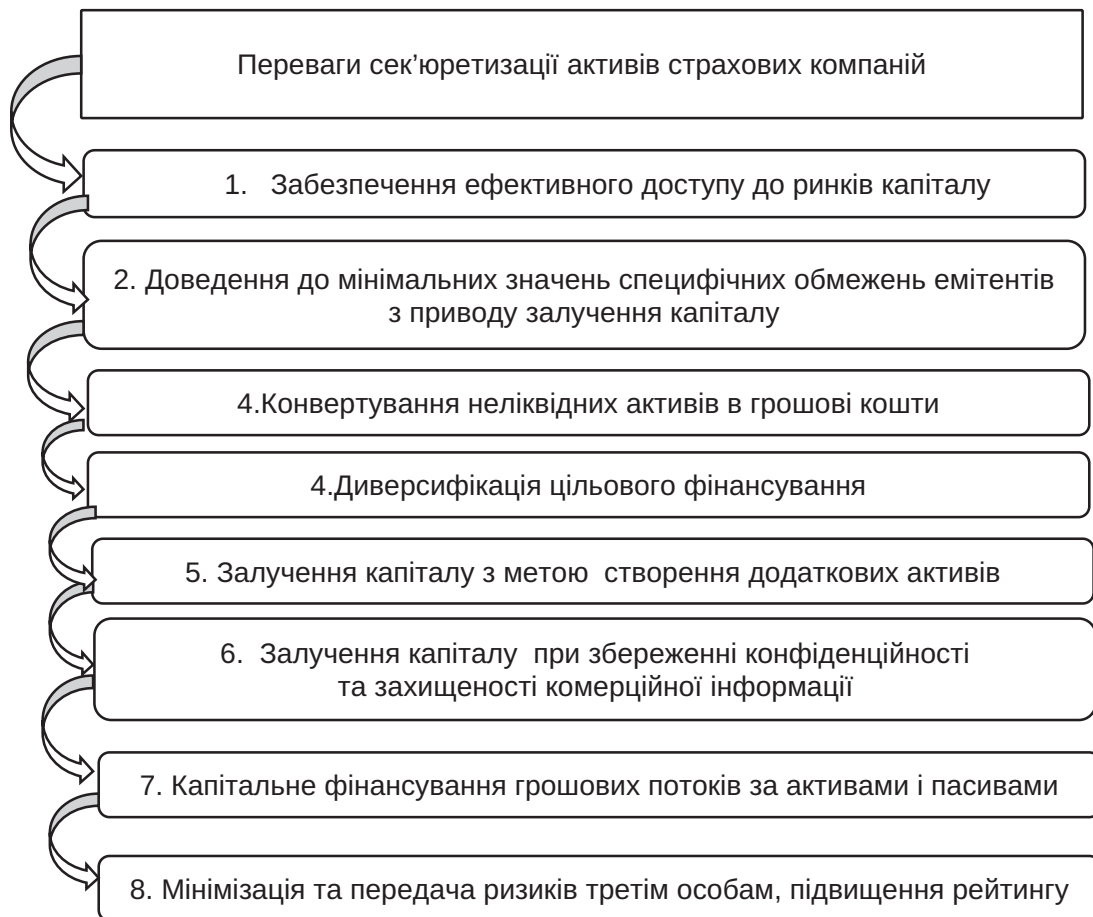 Переваги сек’юретизації активів страхових компаній
1. Забезпечення ефективного доступу до ринків капіталу
2. Доведення до мінімальних значень специфічних обмежень емітентів
з приводу залучення капіталу
4.Конвертування неліквідних активів в грошові кошти
4.Диверсифікація цільового фінансування
5. Залучення капіталу з метою створення додаткових активів
6. Залучення капіталу при збереженні конфіденційності
та захищеності комерційної інформації
7. Капітальне фінансування грошових потоків за активами і пасивами
8. Мінімізація та передача ризиків третім особам, підвищення рейтингу